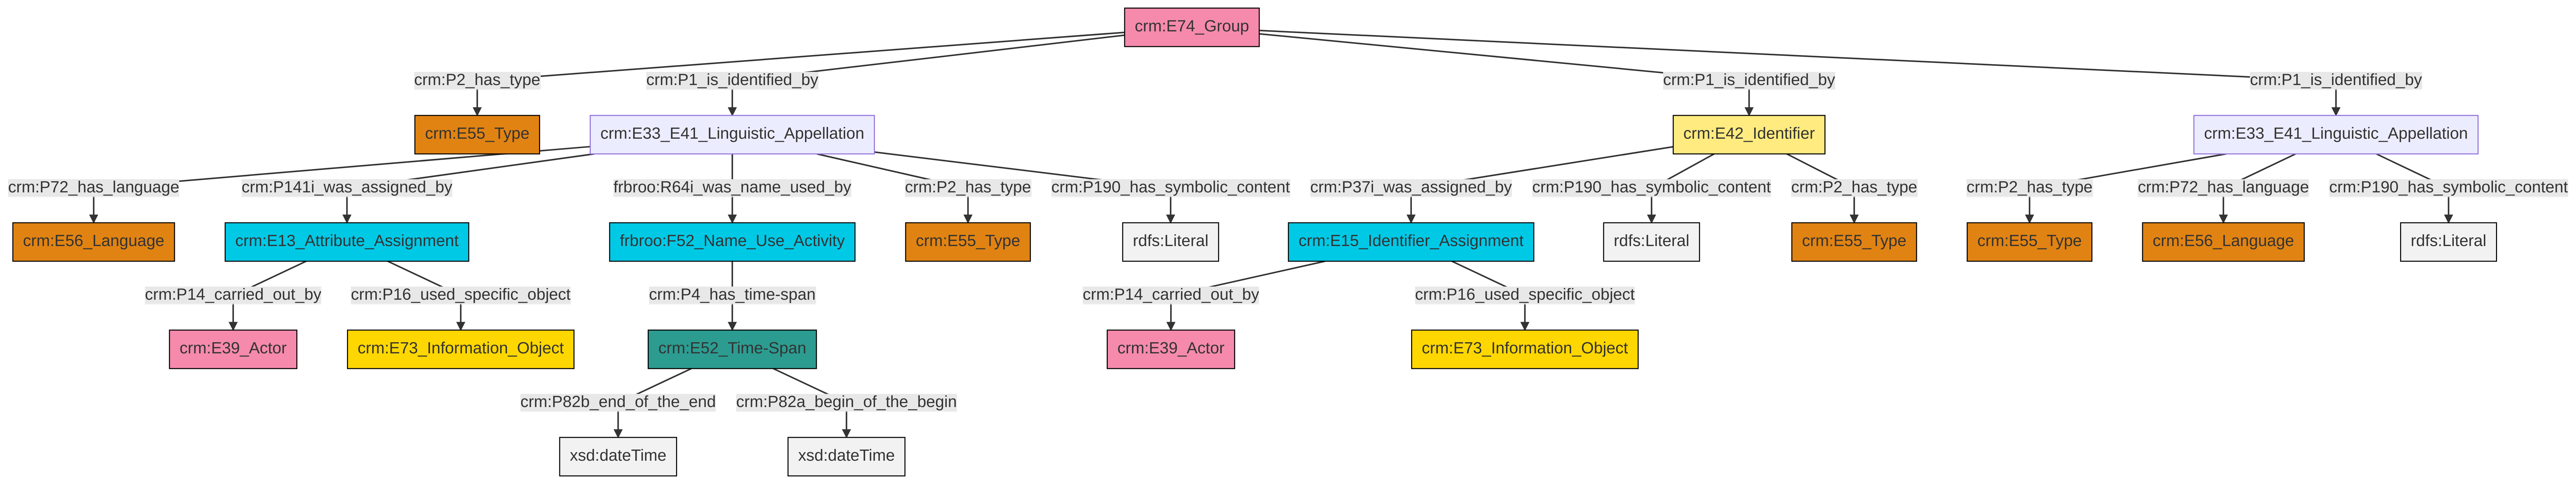 crm:E74_Group
crm:P2_has_type
crm:P1_is_identified_by
crm:P1_is_identified_by
crm:P1_is_identified_by
crm:E55_Type
crm:E33_E41_Linguistic_Appellation
crm:E42_Identifier
crm:E33_E41_Linguistic_Appellation
crm:P72_has_language
crm:P141i_was_assigned_by
frbroo:R64i_was_name_used_by
crm:P2_has_type
crm:P190_has_symbolic_content
crm:P37i_was_assigned_by
crm:P190_has_symbolic_content
crm:P2_has_type
crm:P2_has_type
crm:P72_has_language
crm:P190_has_symbolic_content
crm:E56_Language
crm:E13_Attribute_Assignment
frbroo:F52_Name_Use_Activity
crm:E55_Type
rdfs:Literal
crm:E15_Identifier_Assignment
rdfs:Literal
crm:E55_Type
crm:E55_Type
crm:E56_Language
rdfs:Literal
crm:P14_carried_out_by
crm:P16_used_specific_object
crm:P4_has_time-span
crm:P14_carried_out_by
crm:P16_used_specific_object
crm:E39_Actor
crm:E73_Information_Object
crm:E52_Time-Span
crm:E39_Actor
crm:E73_Information_Object
crm:P82b_end_of_the_end
crm:P82a_begin_of_the_begin
xsd:dateTime
xsd:dateTime